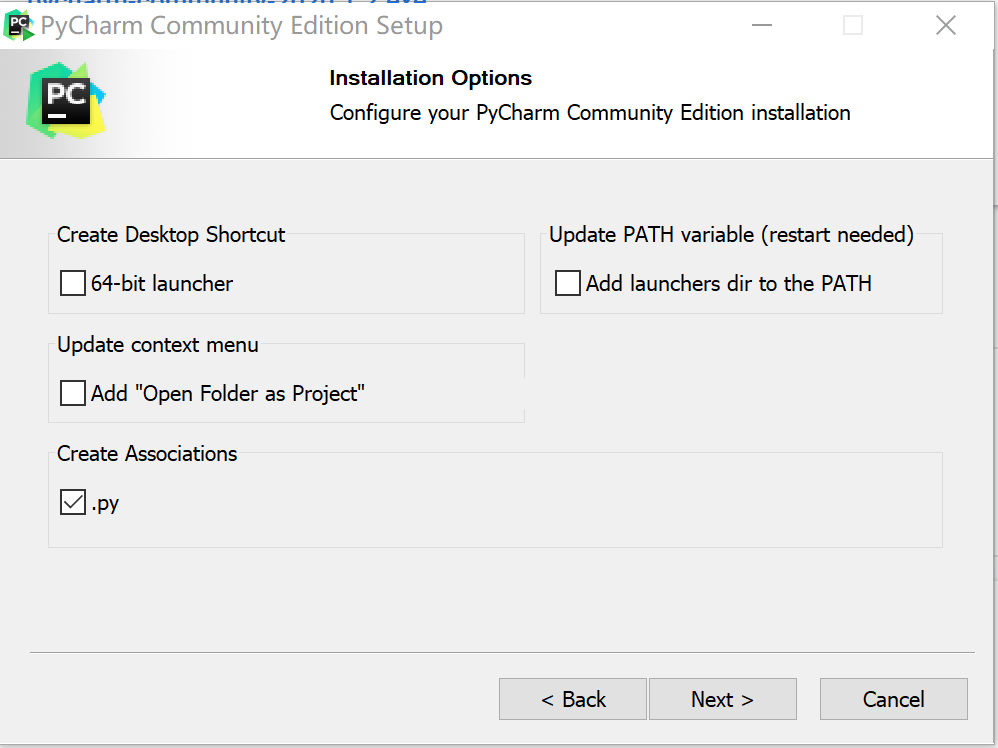 PC PyCharm Community Edition Setup
PC
Installation Options
Configure your PyCharm Community Edition installation
Create Desktop Shortcut
64-bit launcher
Update PATH variable (restart needed)
Add launchers dir to the PATH
Update context menu
Add "Open Folder as Project"
Create Associations
.py
< Back
Next >
Cancel